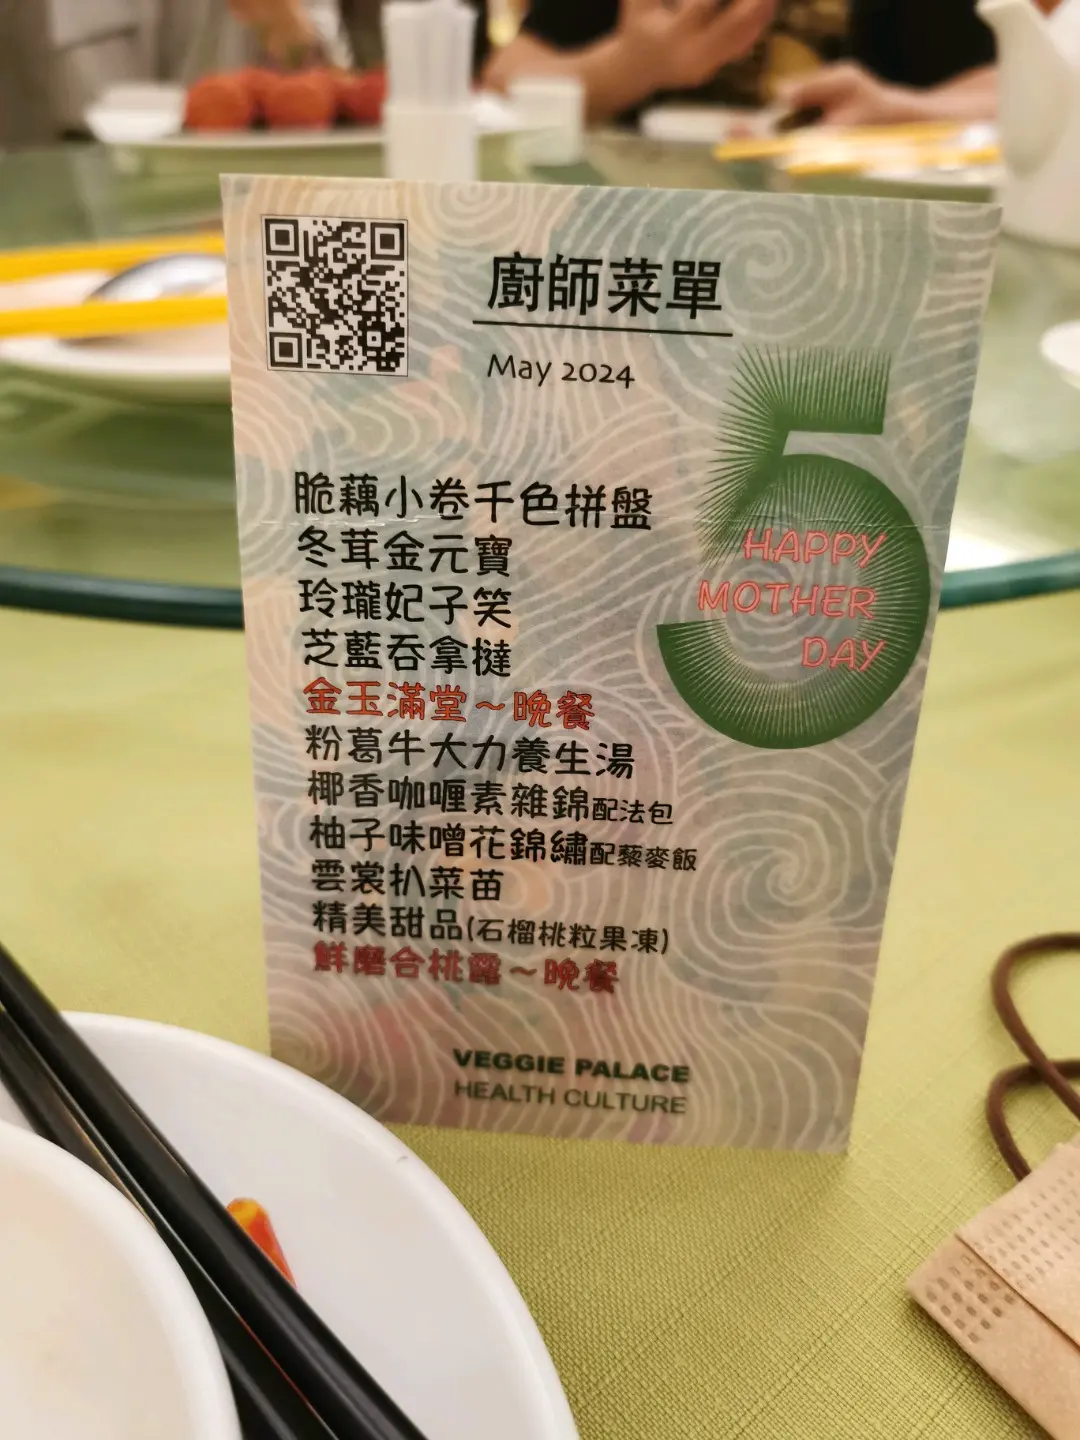 廚師菜單
May 2024
5
HAPPY
MOTHER
DAY
脆藕小卷千色拼盤
冬茸金元寶
玲瓏妃子笑
芝藍吞拿撻
金玉滿堂～晚餐
粉葛牛大力養生湯
椰香咖喱素雜錦配法包
柚子味噌花錦繡配藜麥飯
雲裳扒菜苗
精美甜品(石榴桃粒果凍)
鮮磨合桃露～晚餐
VEGGIE PALACE
HEALTH CULTURE